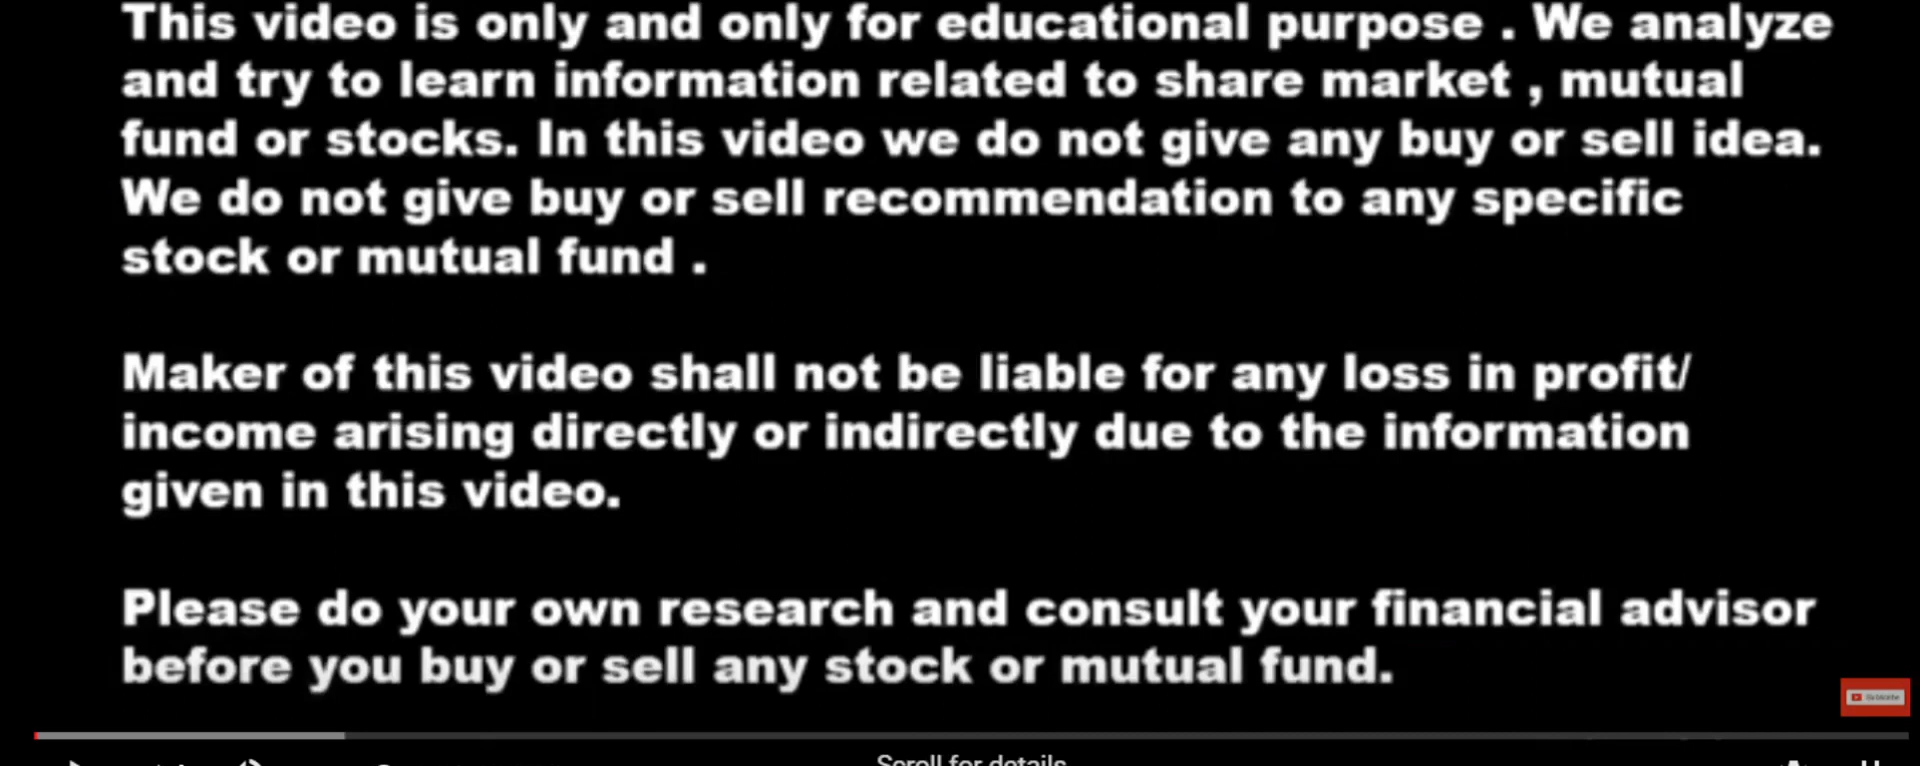 This video is only and only for educational purpose . We analyze
and try to learn information related to share market , mutual
fund or stocks. In this video we do not give any buy or sell idea.
We do not give buy or sell recommendation to any specific
stock or mutual fund .
Maker of this video shall not be liable for any loss in profit/
income arising directly or indirectly due to the information
given in this video.
Please do your own research and consult your financial advisor
before you buy or sell any stock or mutual fund.
Scroll for details